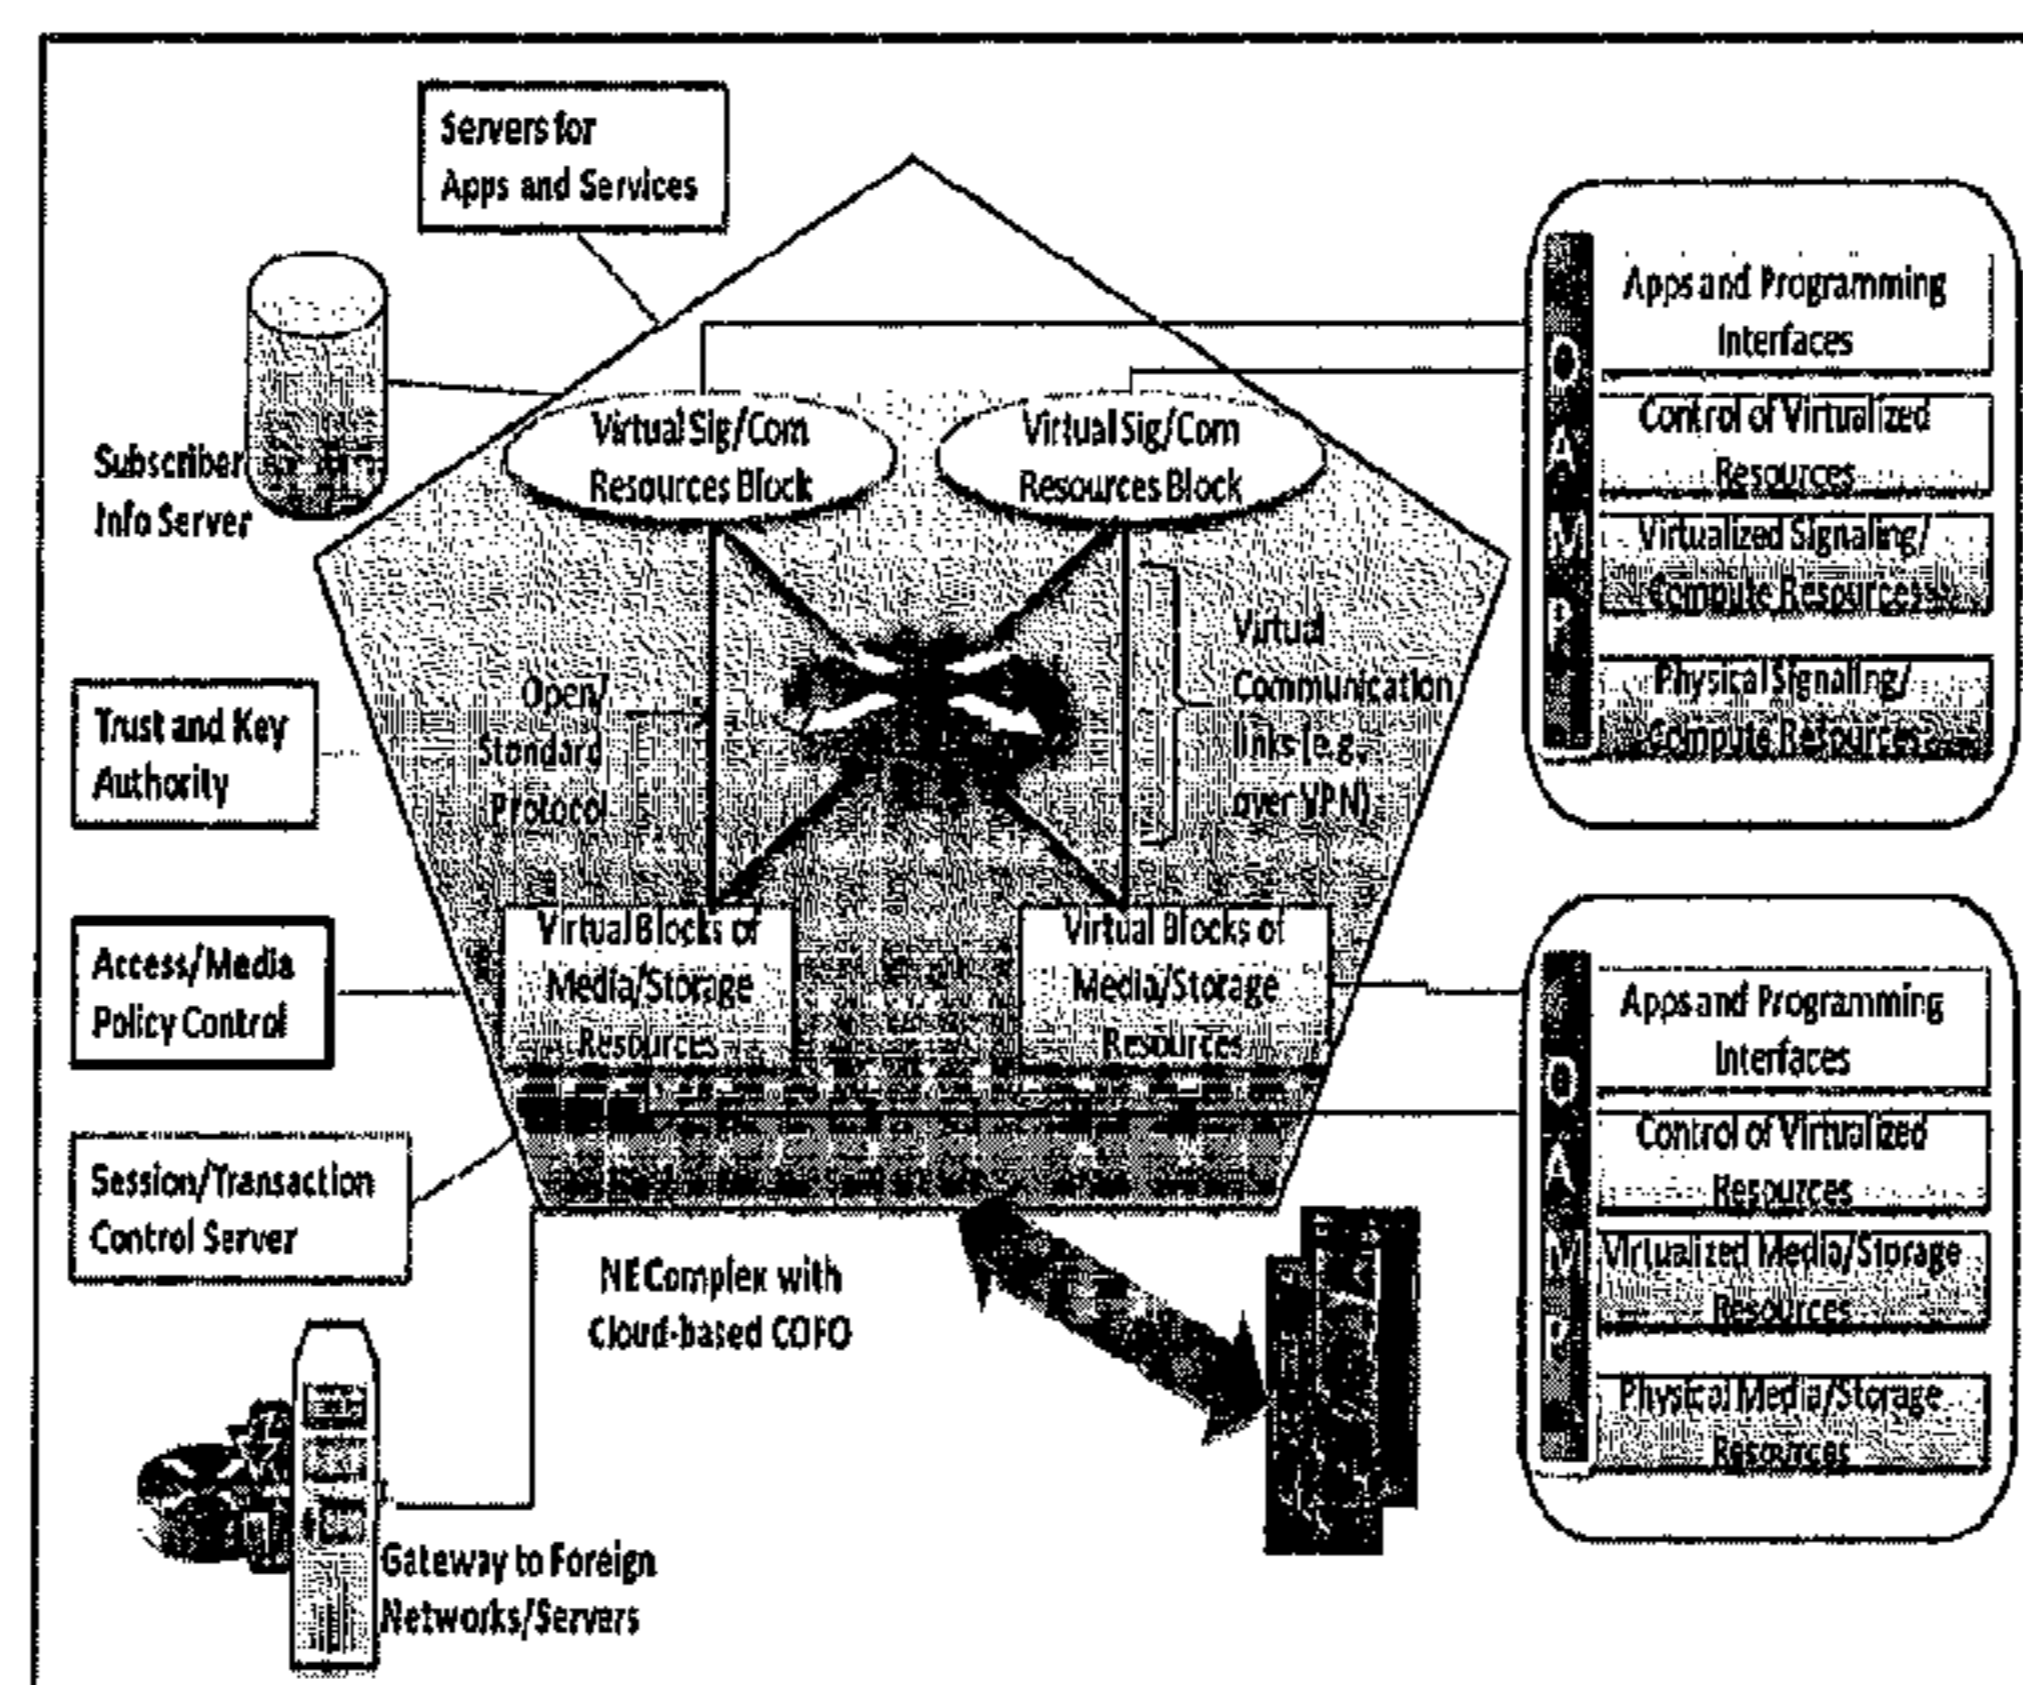 Servers for
Apps and Services
Subscriber
Info Server
Trust and Key
Authority
Access/Media
Policy Control
Session/Transaction
Control Server
Gateway to Foreign
Networks/Servers
Virtual Sig/Com
Resources Block
Virtual Sig/Com
Resources Block
Open/
Standard
Protocol
Virtual
Communication
links (e.g.,
over VPN)
Virtual Blocks of
Media/Storage
Resources
Virtual Blocks of
Media/Storage
Resources
NE Complex with
Cloud-based COFO
O
A
M
P
Apps and Programming
Interfaces
Control of Virtualized
Resources
Virtualized Signaling/
Compute Resources
Physical Signaling/
Compute Resources
O
A
M
P
Apps and Programming
Interfaces
Control of Virtualized
Resources
Virtualized Media/Storage
Resources
Physical Media/Storage
Resources